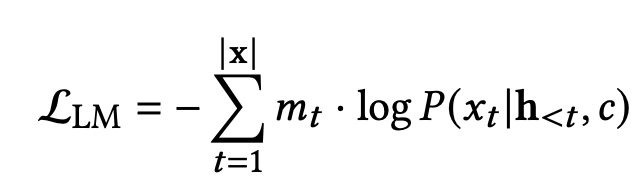 ℒ_LM = − ∑_{t=1}^{|𝐱|} m_t · log P(x_t|𝐡_{<t}, c)